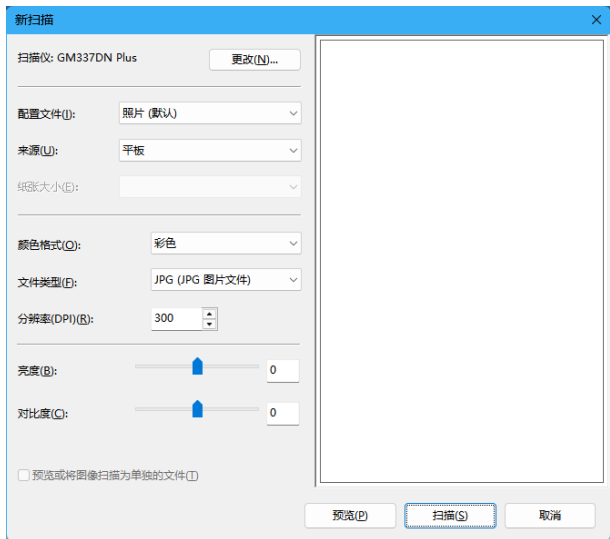 新扫描
扫描仪: GM337DN Plus 更改(N)...
配置文件(I): 照片 (默认)
来源(U): 平板
纸张大小(E):
颜色格式(O): 彩色
文件类型(F): JPG (JPG 图片文件)
分辨率(DPI)(R): 300
亮度(B): 0
对比度(C): 0
预览或将图像扫描为单独的文件(T)
预览(P) 扫描(S) 取消